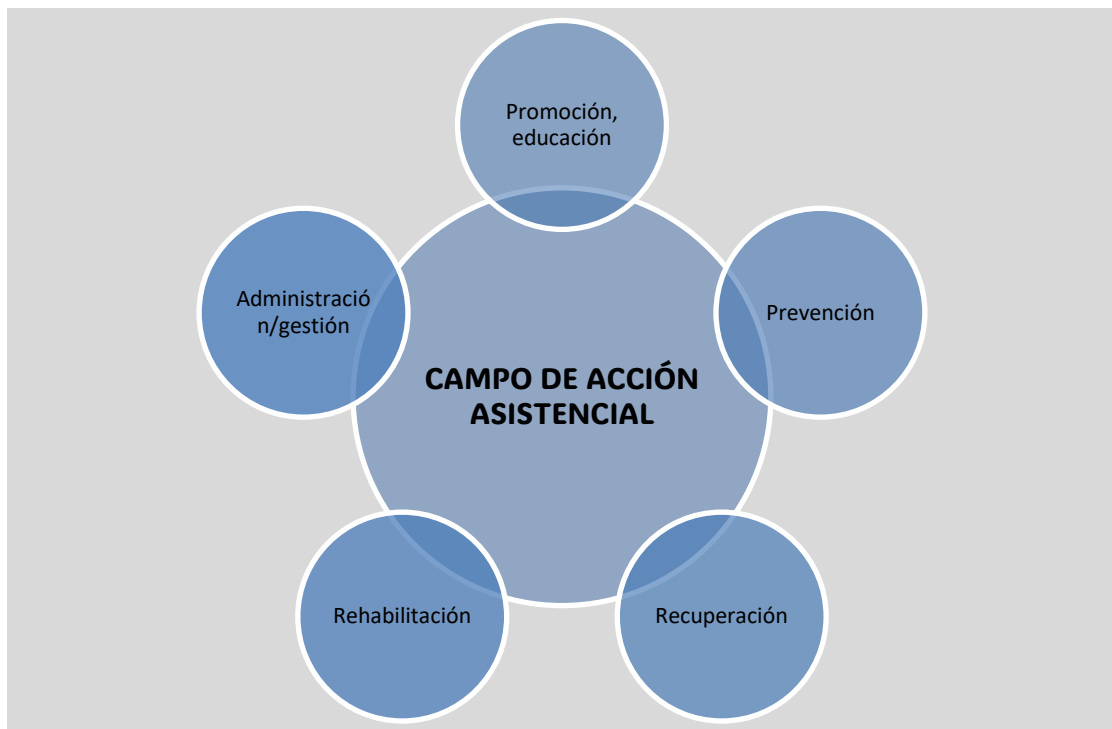 Promoción,
educación
Administració
n/gestión
Prevención
CAMPO DE ACCIÓN
ASISTENCIAL
Rehabilitación
Recuperación